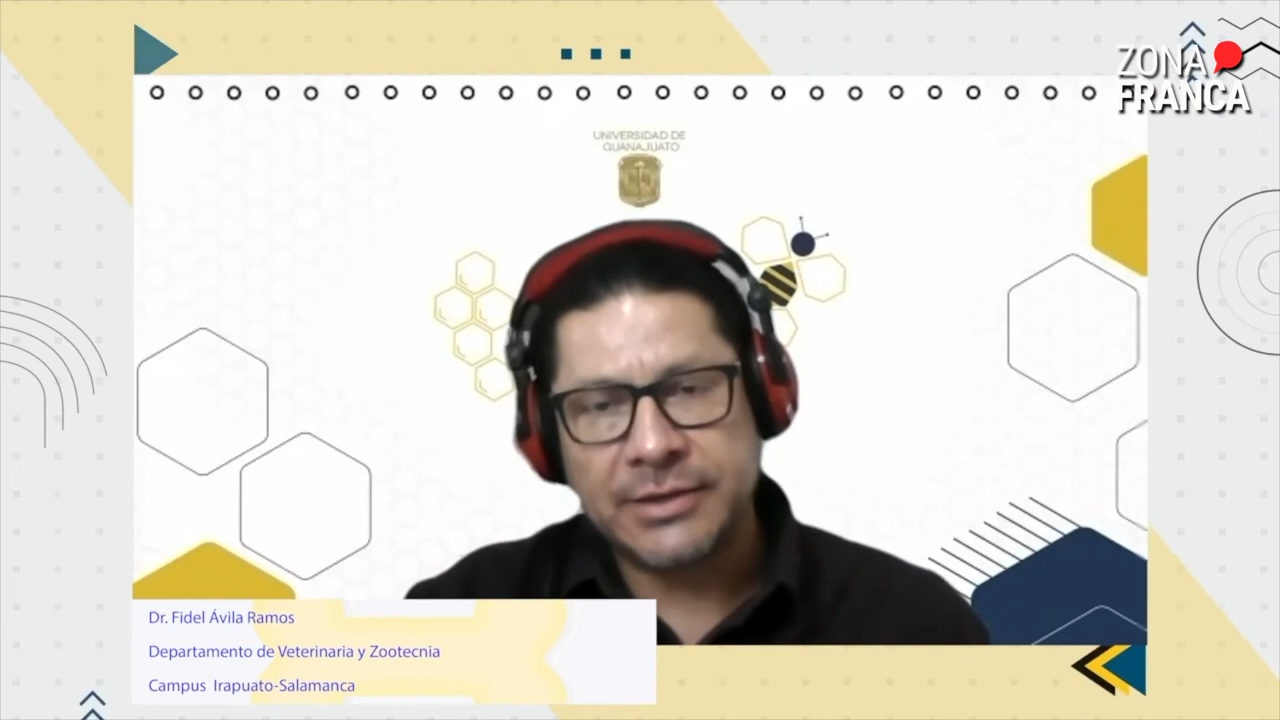 ZONA
FRANCA
UNIVERSIDAD DE
GUANAJUATO
Dr. Fidel Ávila Ramos
Departamento de Veterinaria y Zootecnia
Campus Irapuato-Salamanca